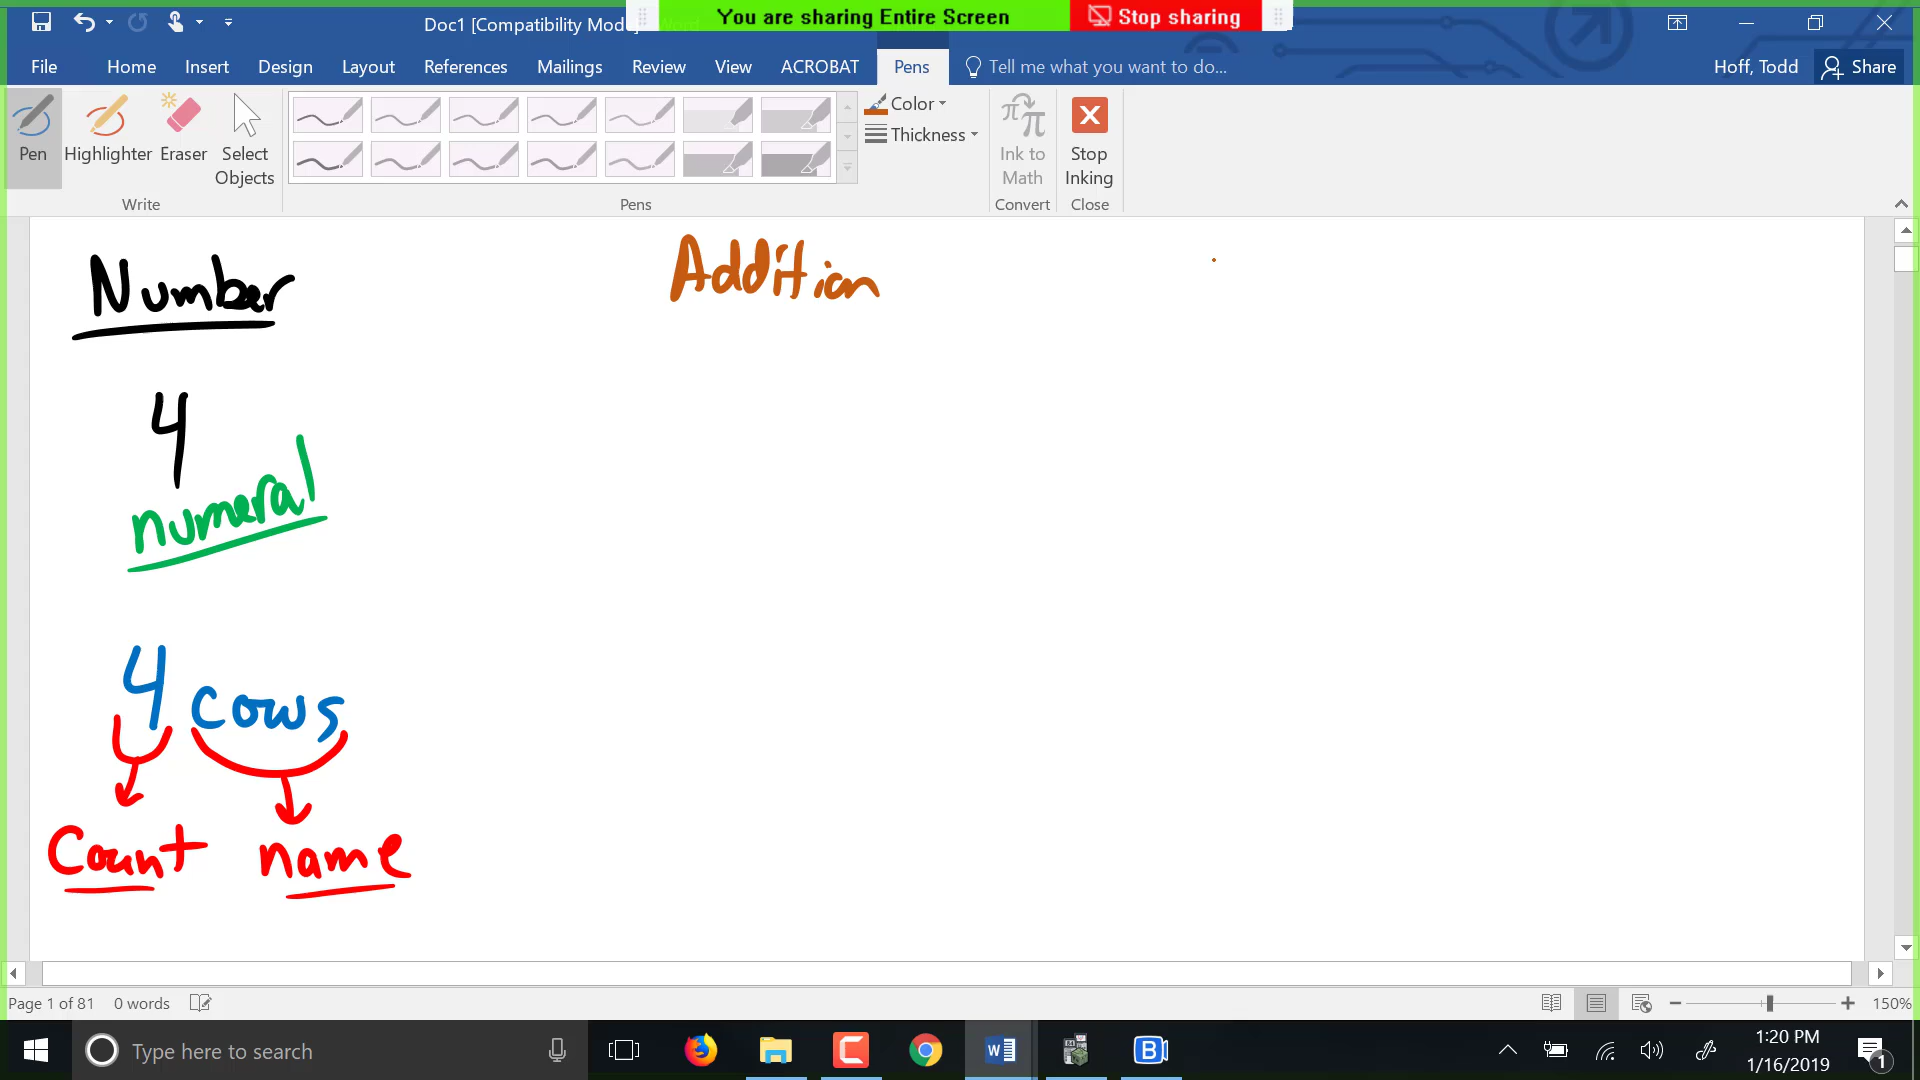 Doc1 [Compatibility Mod
You are sharing Entire Screen
Stop sharing
File Home Insert Design Layout References Mailings Review View ACROBAT Pens Tell me what you want to do... Hoff, Todd Share
Pen Highlighter Eraser Select Objects
Color
Thickness
Ink to Math
Stop Inking
Write Pens Convert Close
Number Addition
4
numeral
4 cows
Count name
Page 1 of 81 0 words 150%
Type here to search
1:20 PM
1/16/2019
1